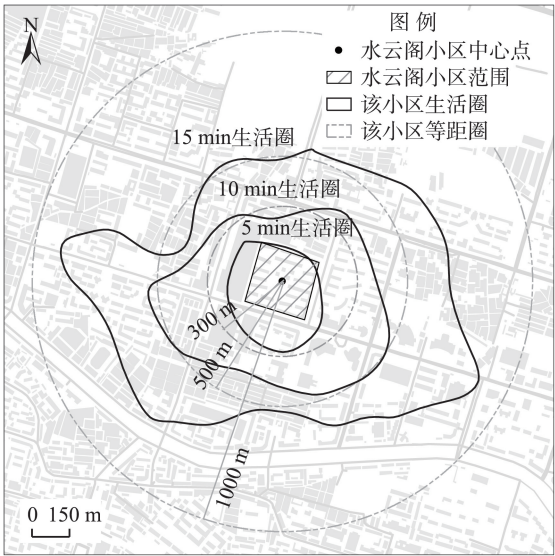 N
图 例
水云阁小区中心点
水云阁小区范围
该小区生活圈
该小区等距圈
15 min生活圈
10 min生活圈
5 min生活圈
300 m
500 m
1000 m
0 150 m